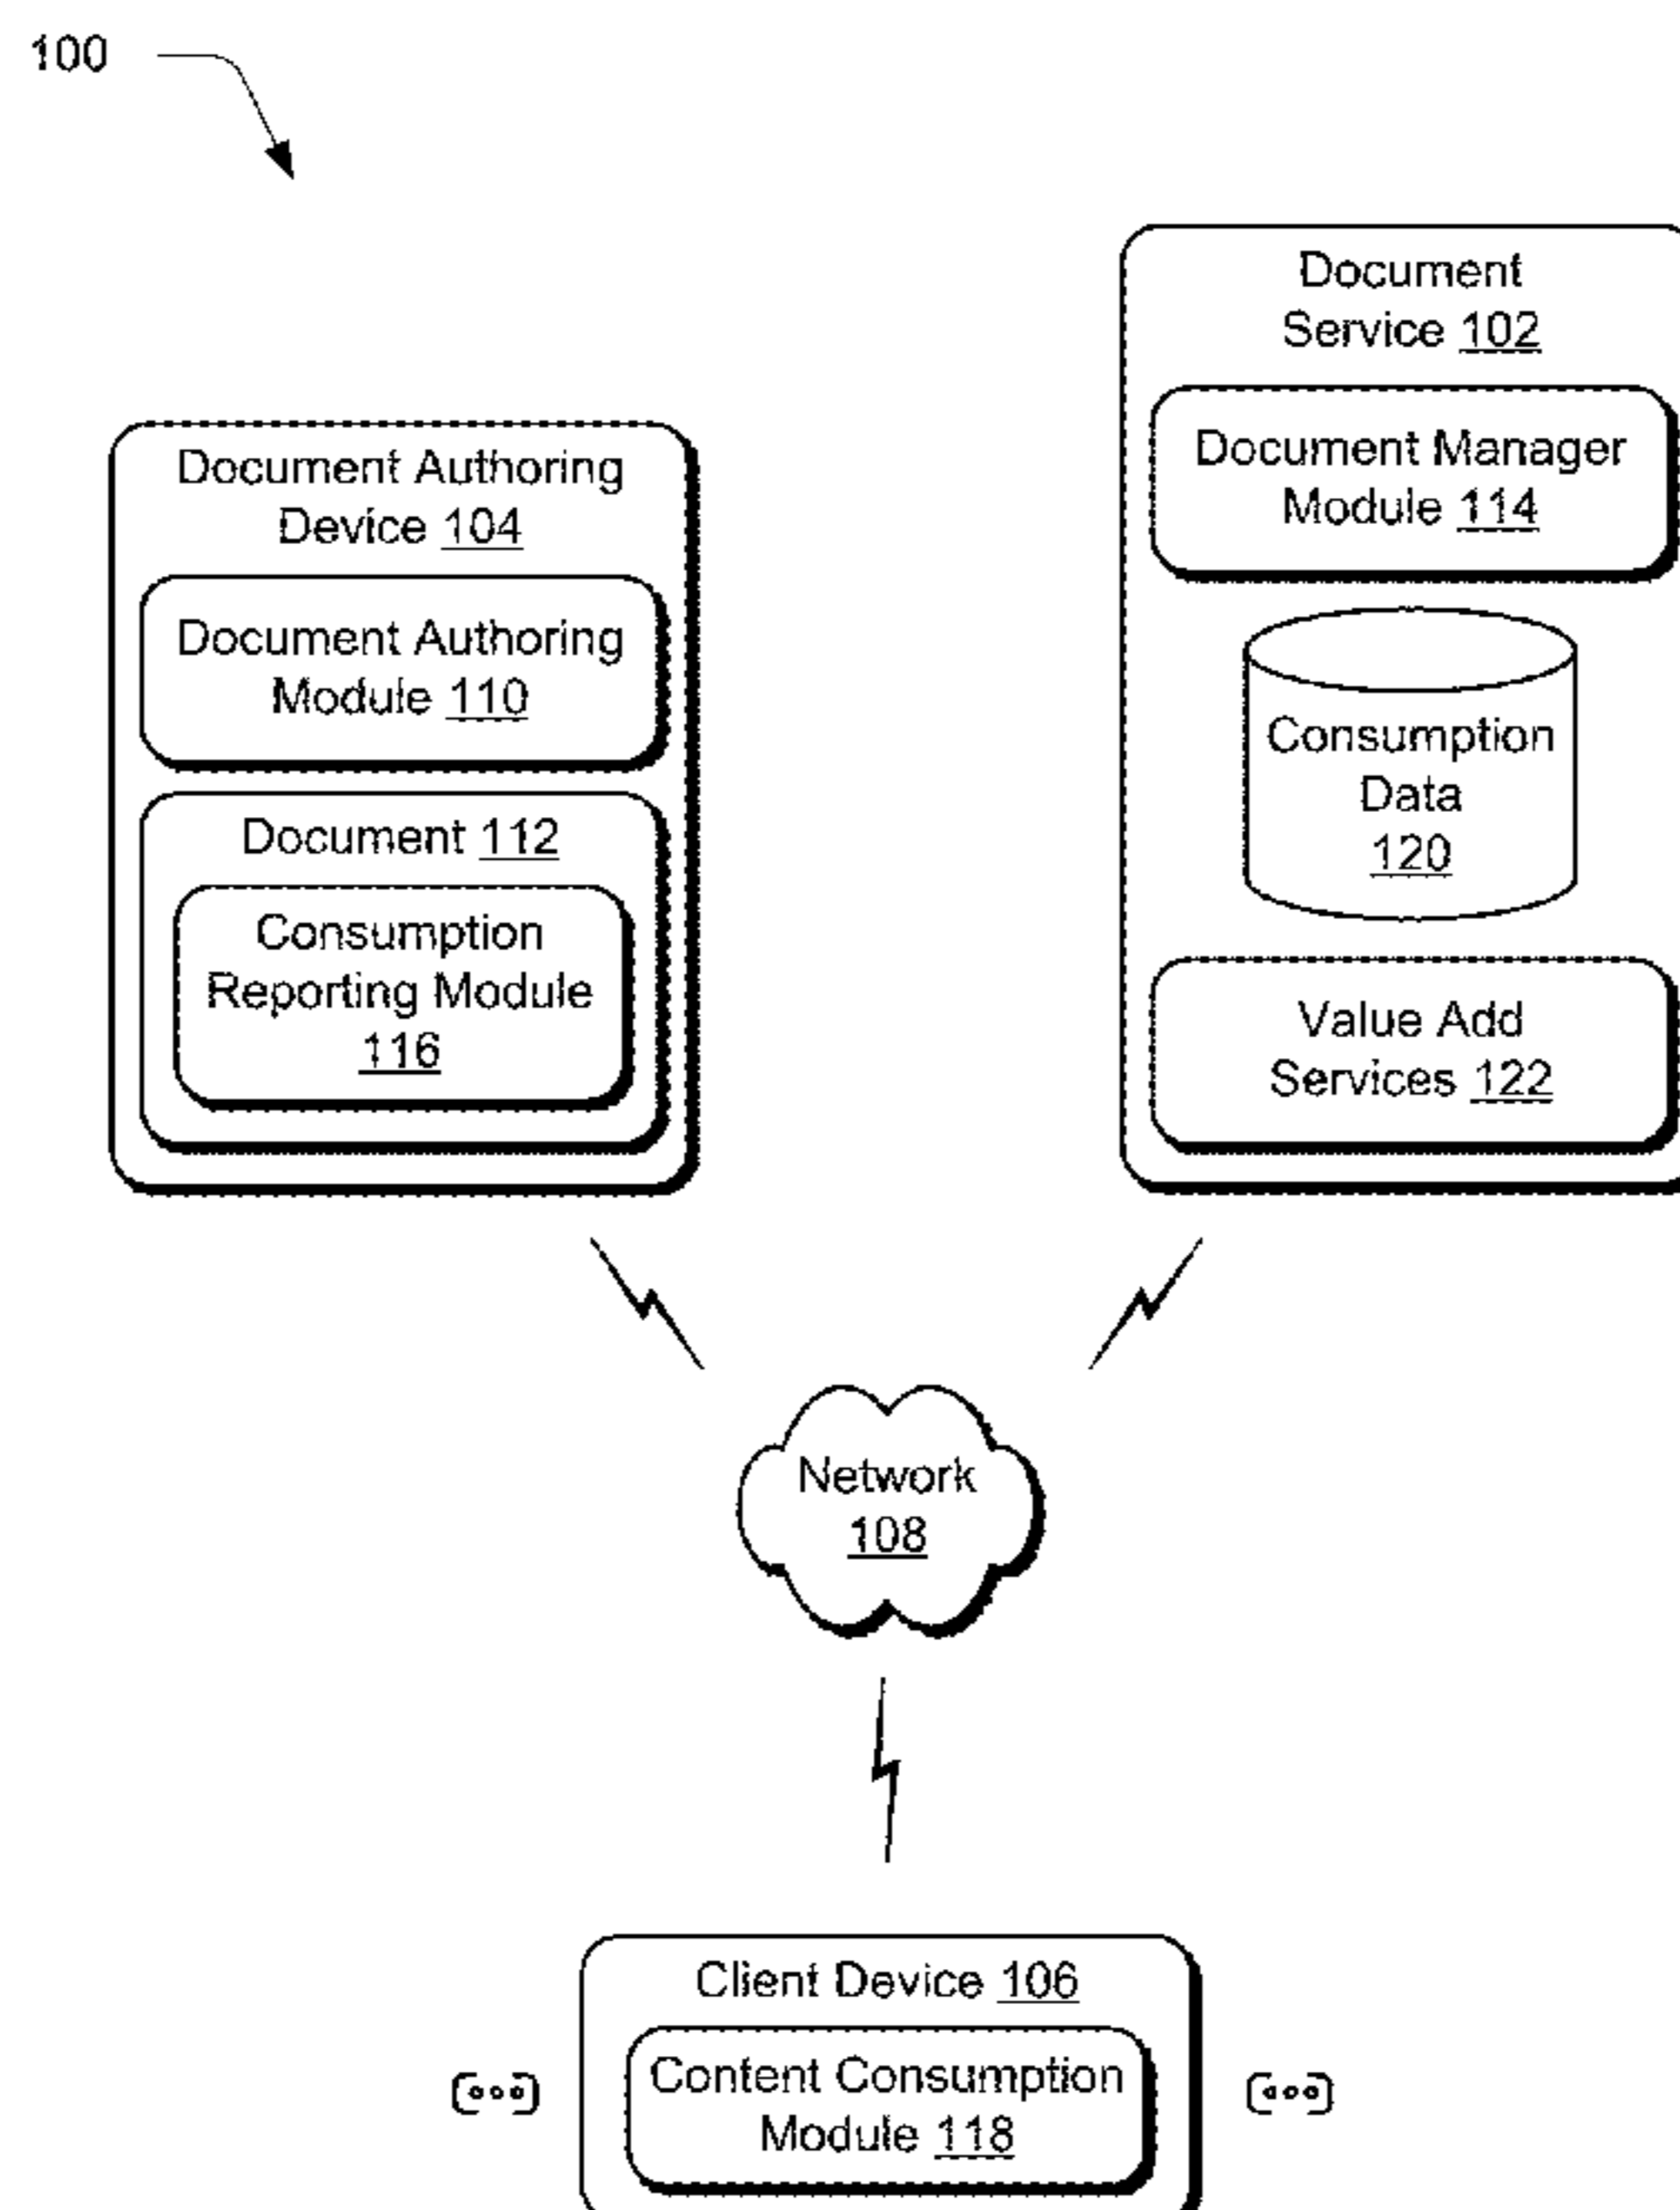 100
Document
Service 102
Document Manager
Module 114
Consumption
Data
120
Value Add
Services 122
Document Authoring
Device 104
Document Authoring
Module 110
Document 112
Consumption
Reporting Module
116
Network
108
Client Device 106
Content Consumption
Module 118